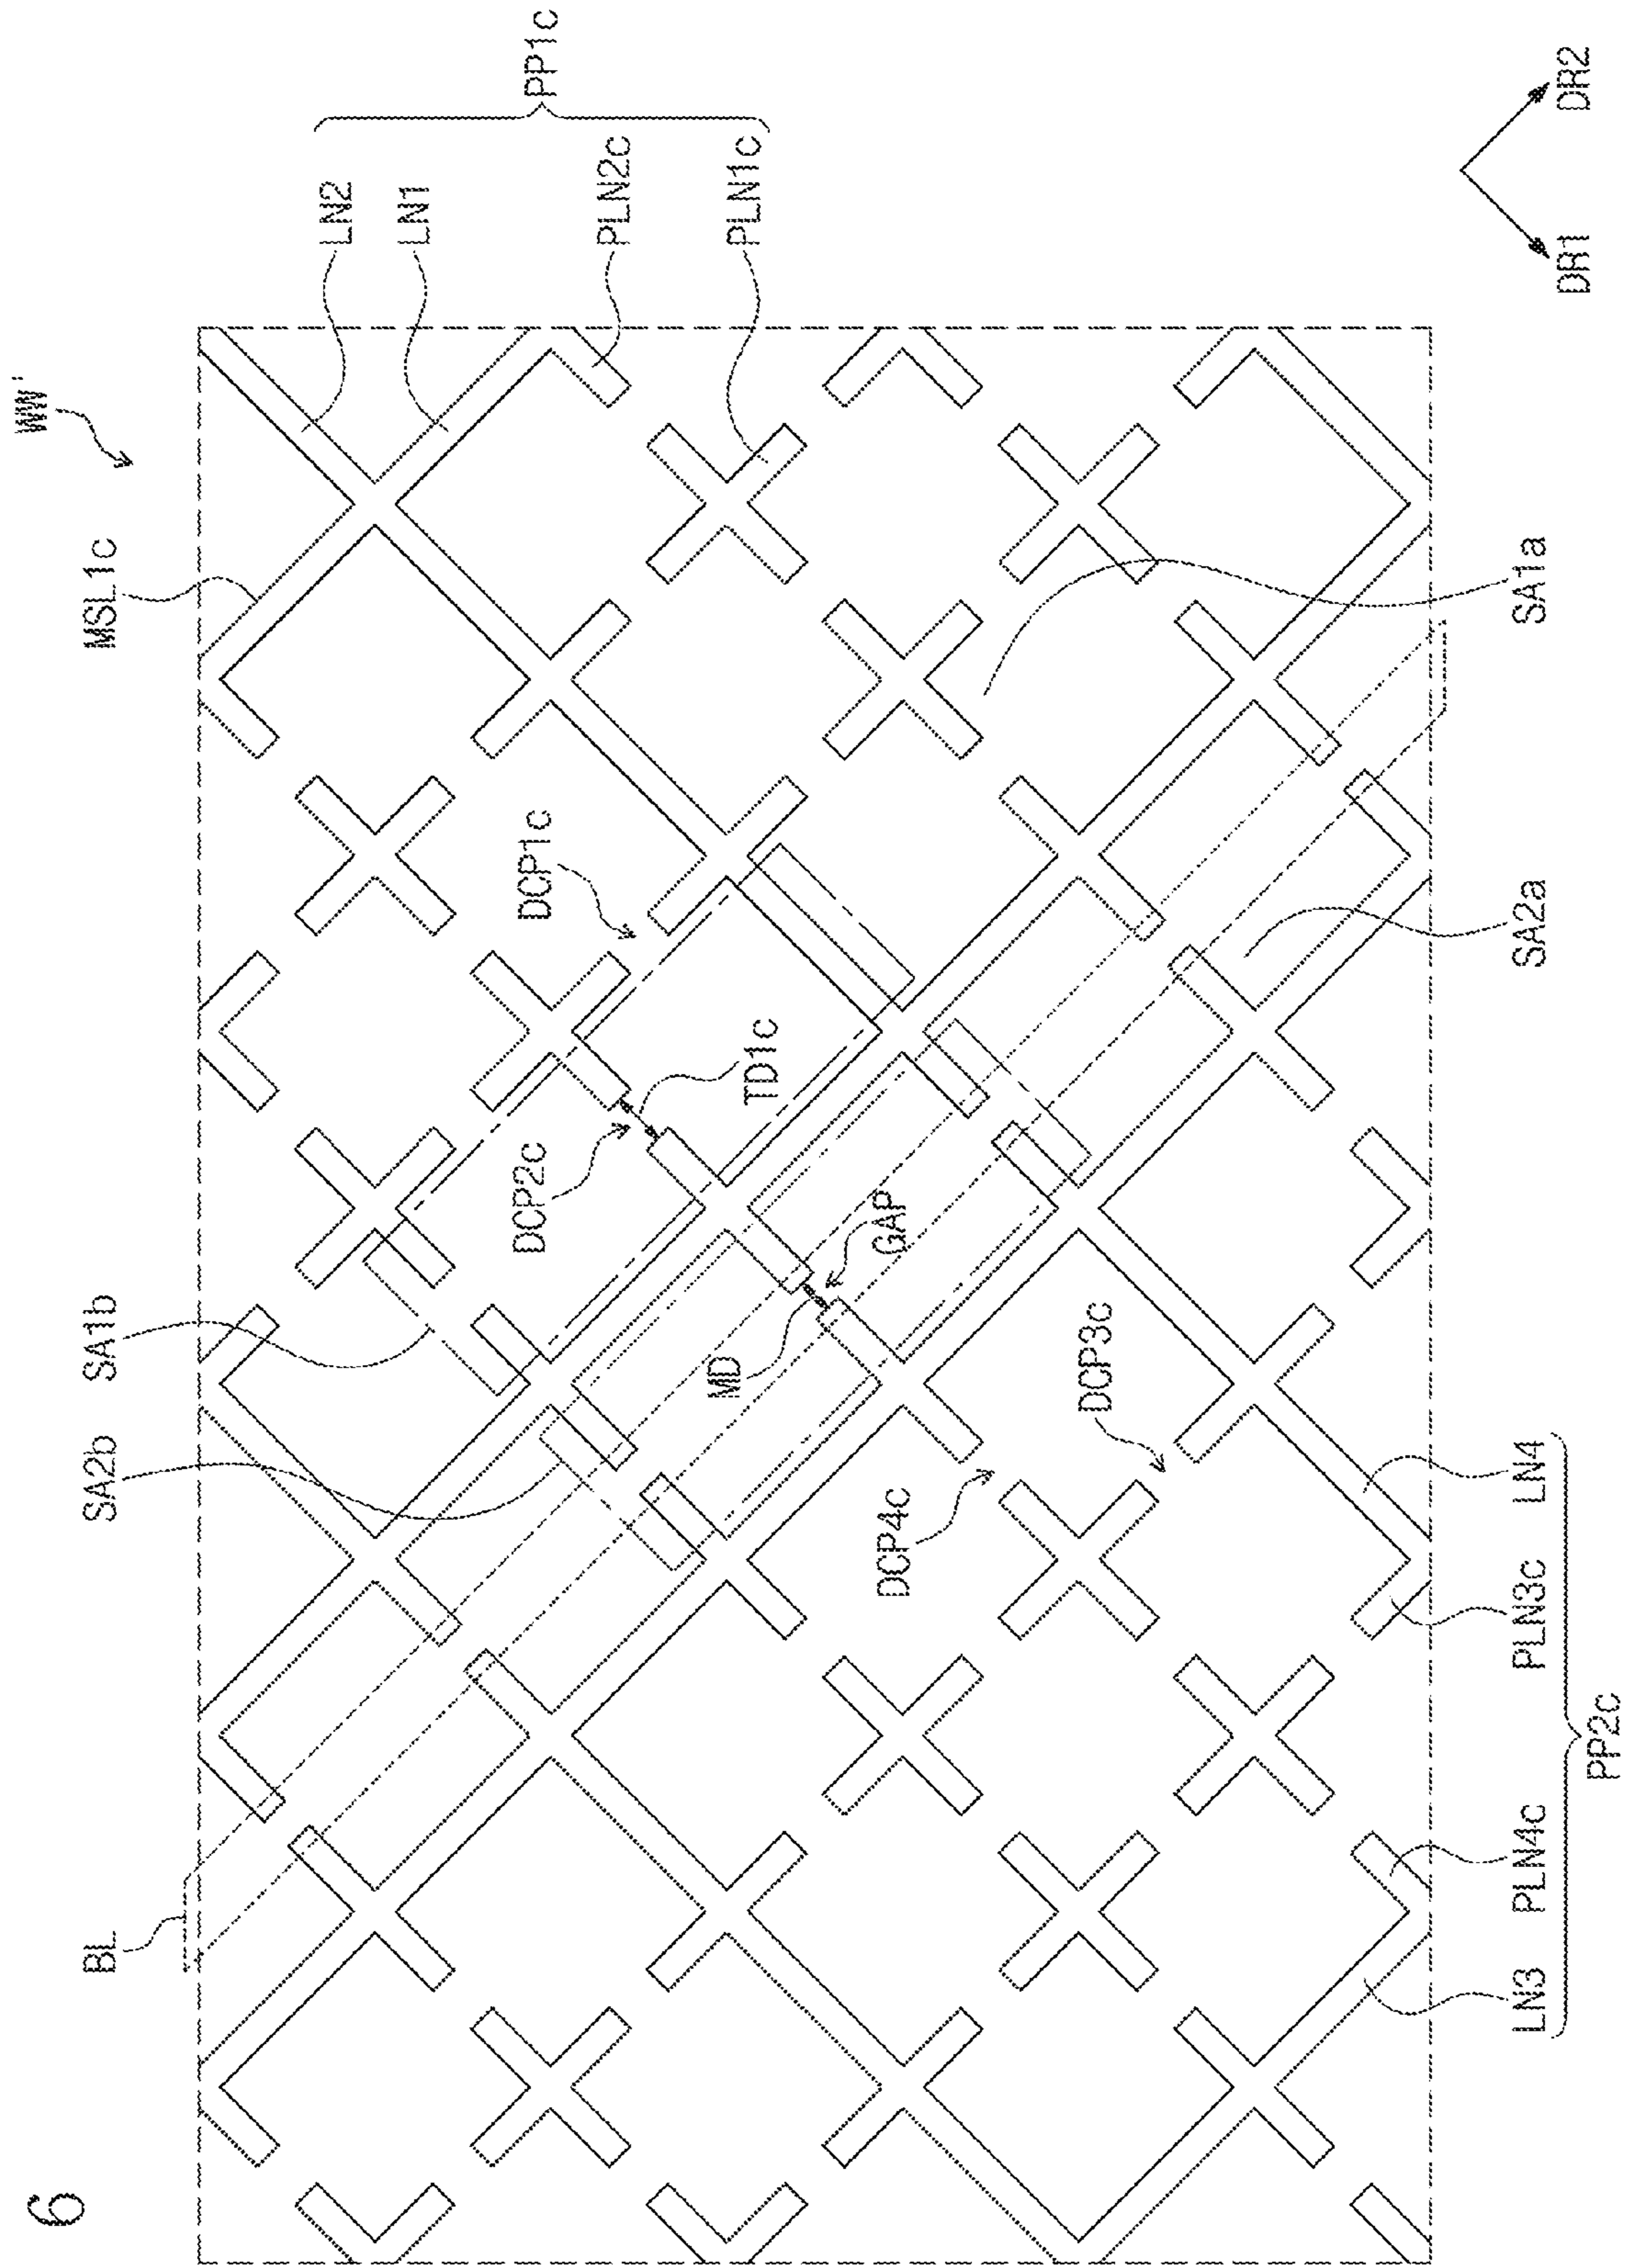 6
WW'
MSL1c
LN2
LN1
PLN2c
PLN1c
PP1c
DR1
DR2
BL
SA2b
SA1b
DCP2c
DCP1c
TD1c
MD
GAP
DCP4c
DCP3c
SA2a
SA1a
LN3
PLN4c
PLN3c
LN4
PP2c